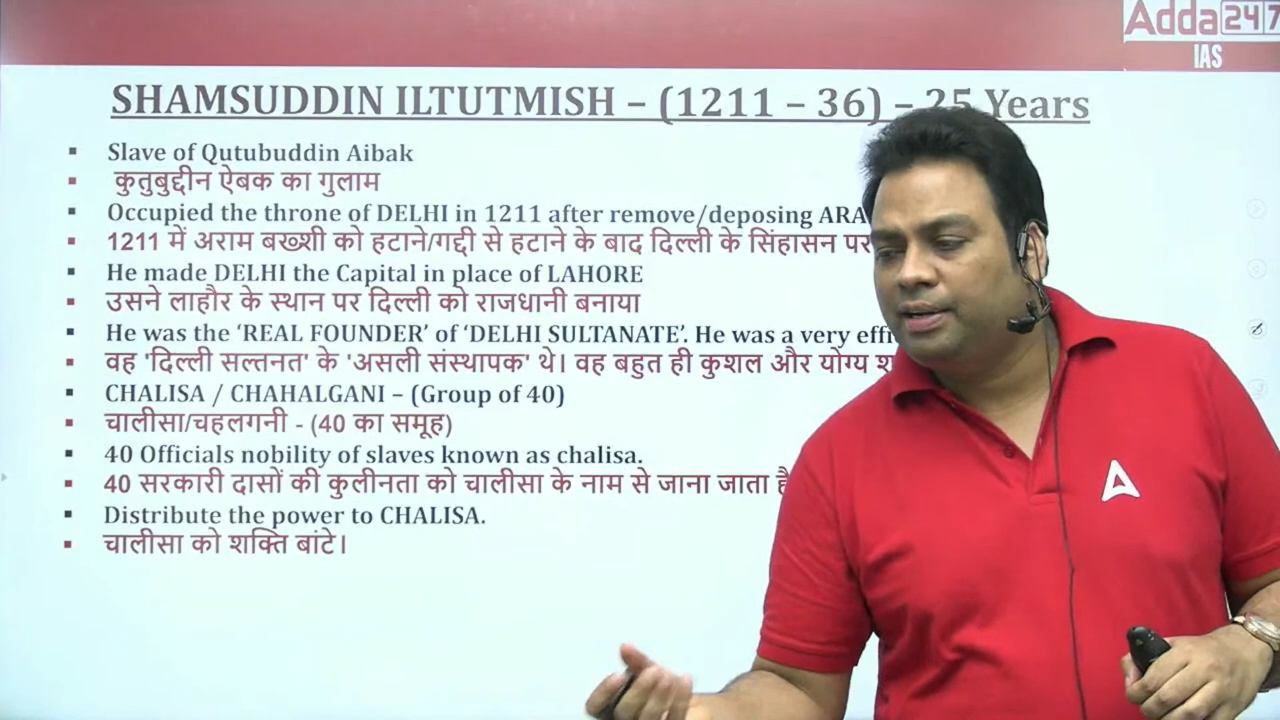 Adda247
IAS
SHAMSUDDIN ILTUTMISH – (1211 – 36) – 25 Years
▪ Slave of Qutubuddin Aibak
▪ कुतुबुद्दीन ऐबक का गुलाम
▪ Occupied the throne of DELHI in 1211 after remove/deposing
▪ 1211 में अराम बख्शी को हटाने/गद्दी से हटाने के बाद दिल्ली के सिंहासन पर
▪ He made DELHI the Capital in place of LAHORE
▪ उसने लाहौर के स्थान पर दिल्ली को राजधानी बनाया
▪ He was the ‘REAL FOUNDER’ of ‘DELHI SULTANATE’. He was a very
▪ वह 'दिल्ली सल्तनत' के 'असली संस्थापक' थे। वह बहुत ही कुशल और योग्य
▪ CHALISA / CHAHALGANI – (Group of 40)
▪ चालीसा/चहलगनी - (40 का समूह)
▪ 40 Officials nobility of slaves known as chalisa.
▪ 40 सरकारी दासों की कुलीनता को चालीसा के नाम से जाना जाता है
▪ Distribute the power to CHALISA.
▪ चालीसा को शक्ति बांटे।